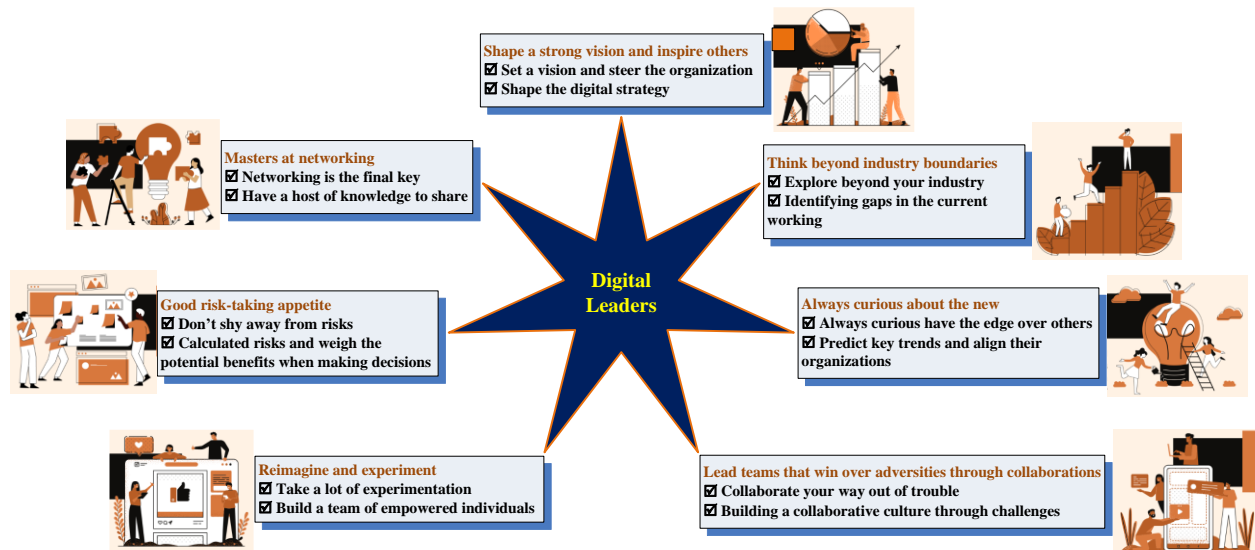 Shape a strong vision and inspire others
☑ Set a vision and steer the organization
☑ Shape the digital strategy
Masters at networking
☑ Networking is the final key
☑ Have a host of knowledge to share
Think beyond industry boundaries
☑ Explore beyond your industry
☑ Identifying gaps in the current
working
Digital
Leaders
Good risk-taking appetite
☑ Don’t shy away from risks
☑ Calculated risks and weigh the
potential benefits when making decisions
Always curious about the new
☑ Always curious have the edge over others
☑ Predict key trends and align their
organizations
Reimagine and experiment
☑ Take a lot of experimentation
☑ Build a team of empowered individuals
Lead teams that win over adversities through collaborations
☑ Collaborate your way out of trouble
☑ Building a collaborative culture through challenges